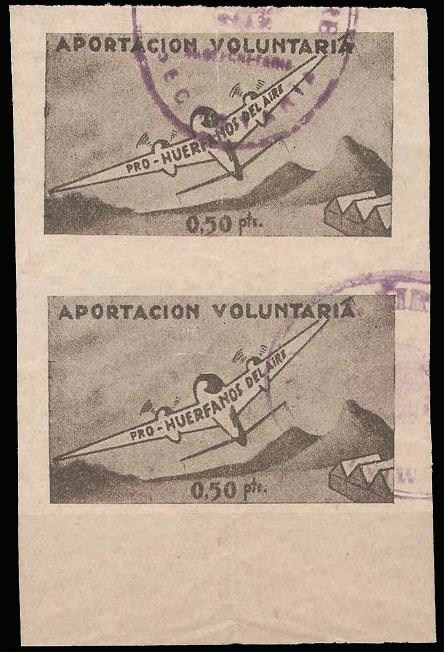 APORTACION VOLUNTARIA
PRO-HUERFANOS DEL AIRE
0,50 pts.
APORTACION VOLUNTARIA
PRO-HUERFANOS DEL AIRE
0,50 pts.